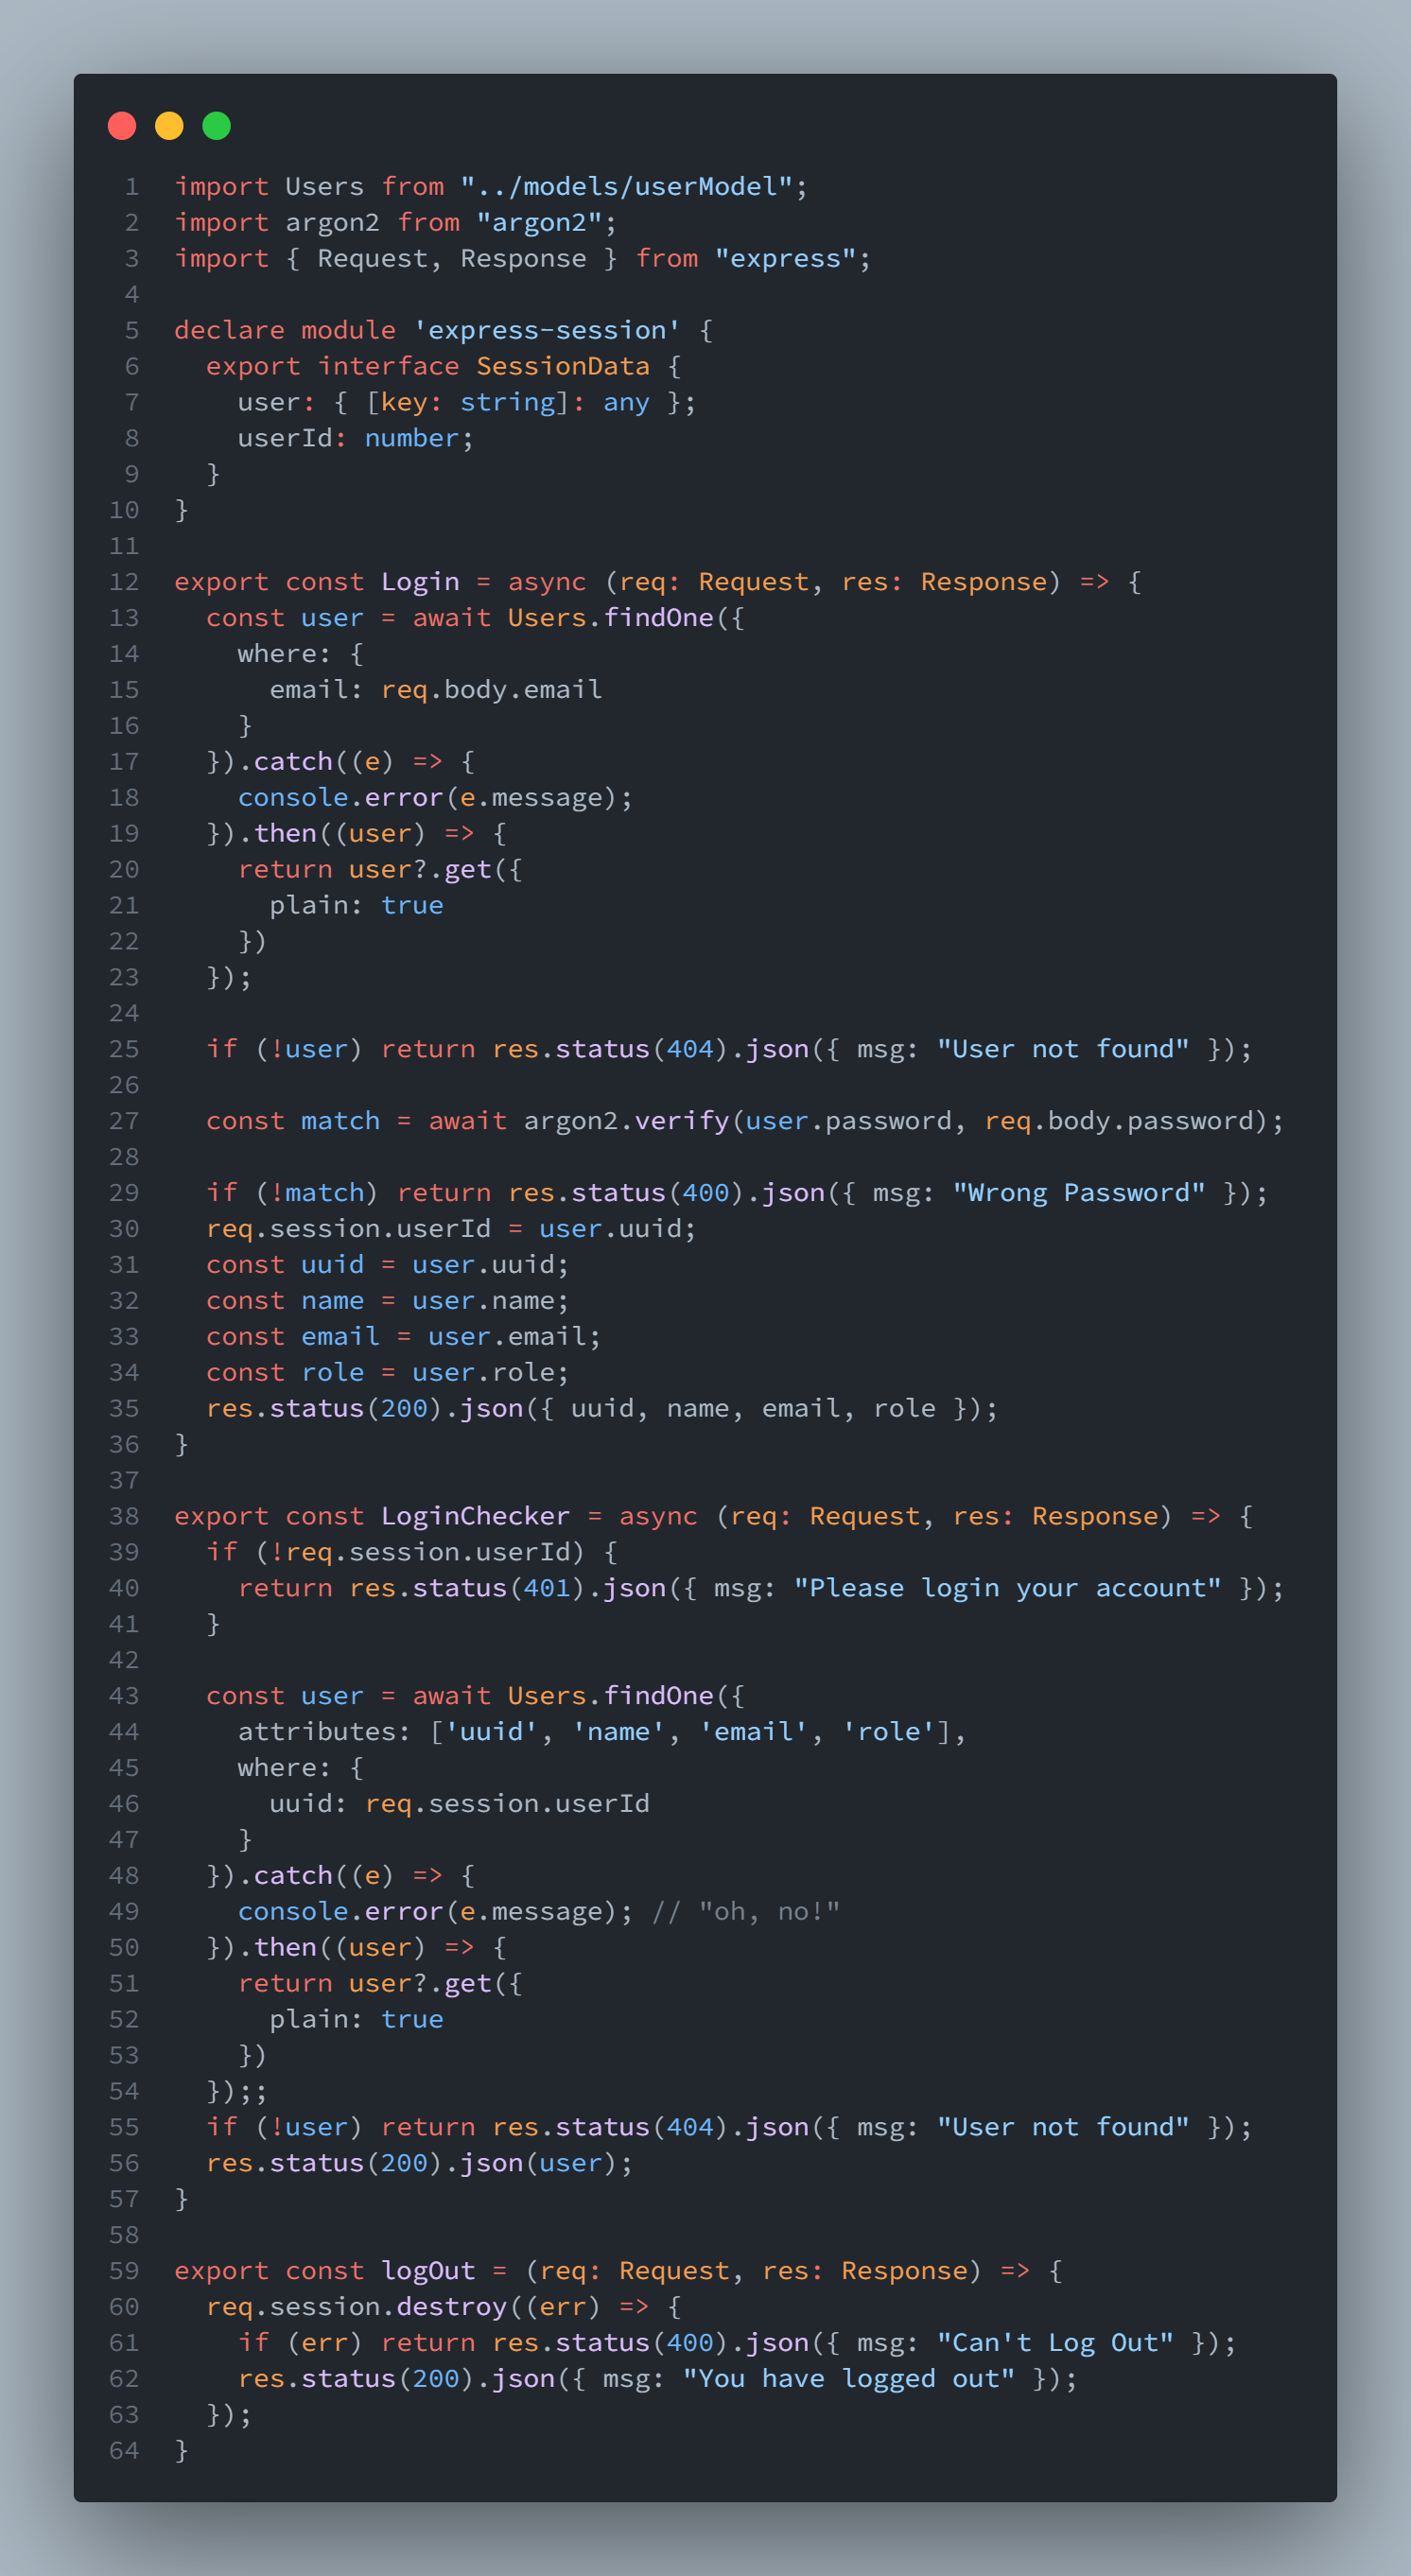 1 import Users from "../models/userModel";
2 import argon2 from "argon2";
3 import { Request, Response } from "express";
4
5 declare module 'express-session' {
6   export interface SessionData {
7     user: { [key: string]: any };
8     userId: number;
9   }
10 }
11
12 export const Login = async (req: Request, res: Response) => {
13   const user = await Users.findOne({
14     where: {
15       email: req.body.email
16     }
17   }).catch((e) => {
18     console.error(e.message);
19   }).then((user) => {
20     return user?.get({
21       plain: true
22     })
23   });
24
25   if (!user) return res.status(404).json({ msg: "User not found" });
26
27   const match = await argon2.verify(user.password, req.body.password);
28
29   if (!match) return res.status(400).json({ msg: "Wrong Password" });
30   req.session.userId = user.uuid;
31   const uuid = user.uuid;
32   const name = user.name;
33   const email = user.email;
34   const role = user.role;
35   res.status(200).json({ uuid, name, email, role });
36 }
37
38 export const LoginChecker = async (req: Request, res: Response) => {
39   if (!req.session.userId) {
40     return res.status(401).json({ msg: "Please login your account" });
41   }
42
43   const user = await Users.findOne({
44     attributes: ['uuid', 'name', 'email', 'role'],
45     where: {
46       uuid: req.session.userId
47     }
48   }).catch((e) => {
49     console.error(e.message); // "oh, no!"
50   }).then((user) => {
51     return user?.get({
52       plain: true
53     })
54   });;
55   if (!user) return res.status(404).json({ msg: "User not found" });
56   res.status(200).json(user);
57 }
58
59 export const logOut = (req: Request, res: Response) => {
60   req.session.destroy((err) => {
61     if (err) return res.status(400).json({ msg: "Can't Log Out" });
62     res.status(200).json({ msg: "You have logged out" });
63   });
64 }